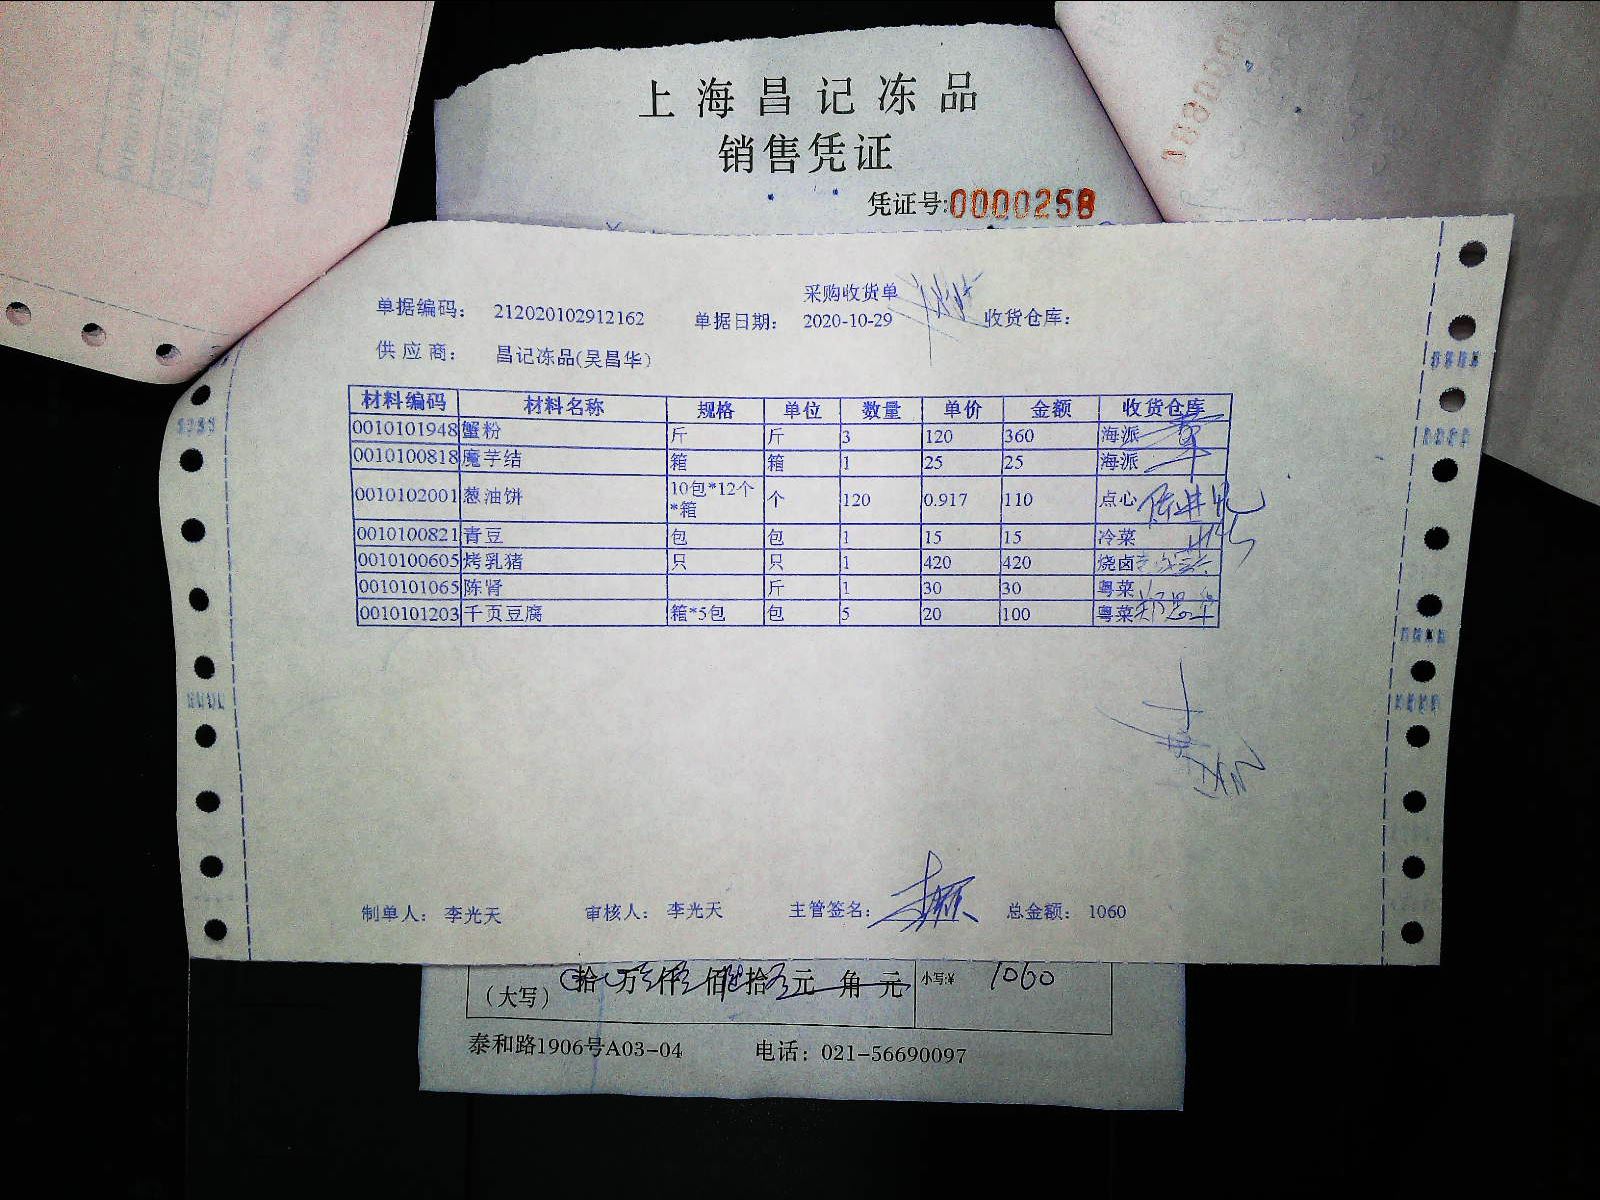 上海昌记冻品
销售凭证
凭证号:0000258
采购收货单
单据编码: 212020102912162 单据日期: 2020-10-29 收货仓库:
供应商: 昌记冻品(吴昌华)
材料编码 材料名称 规格 单位 数量 单价 金额 收货仓库
0010101948 蟹粉 斤 斤 3 120 360 海派
0010100818 魔芋结 箱 箱 1 25 25 海派
0010102001 葱油饼 10包*12个*箱 个 120 0.917 110 点心
0010100821 青豆 包 包 1 15 15 冷菜
0010100605 烤乳猪 只 只 1 420 420 烧卤
0010101065 陈肾 斤 1 30 30 粤菜
0010101203 千页豆腐 箱*5包 包 5 20 100 粤菜
制单人: 李光天 审核人: 李光天 主管签名: 总金额: 1060
(大写) 拾 万 仟 佰 拾 元 角 元 小写:¥ 1060
泰和路1906号A03-04 电话: 021-56690097